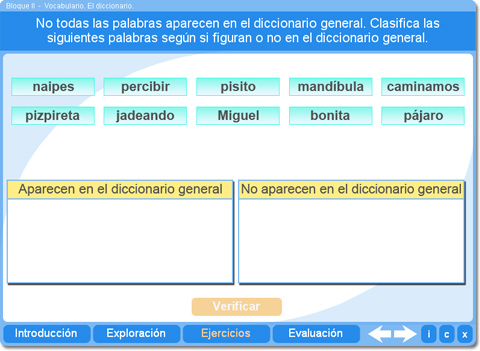 Bloque II - Vocabulario. El diccionario.
No todas las palabras aparecen en el diccionario general. Clasifica las
siguientes palabras según si figuran o no en el diccionario general.
naipes percibir pisito mandíbula caminamos
pizpireta jadeando Miguel bonita pájaro
Aparecen en el diccionario general No aparecen en el diccionario general
Verificar
Introducción Exploración Ejercicios Evaluación i c x